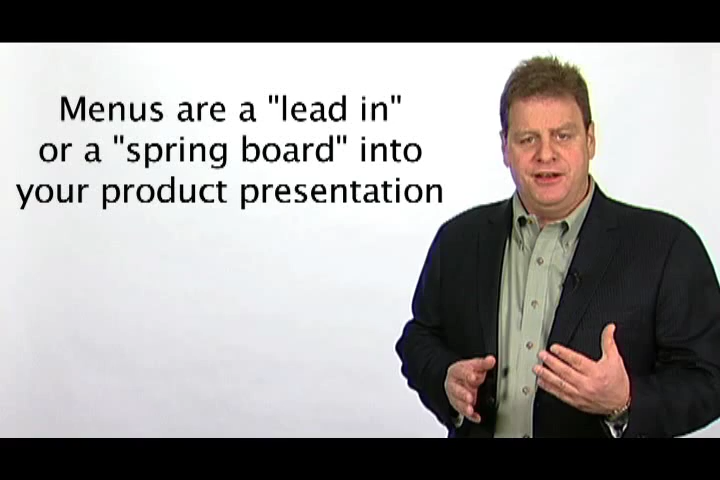 Menus are a "lead in"
or a "spring board" into
your product presentation